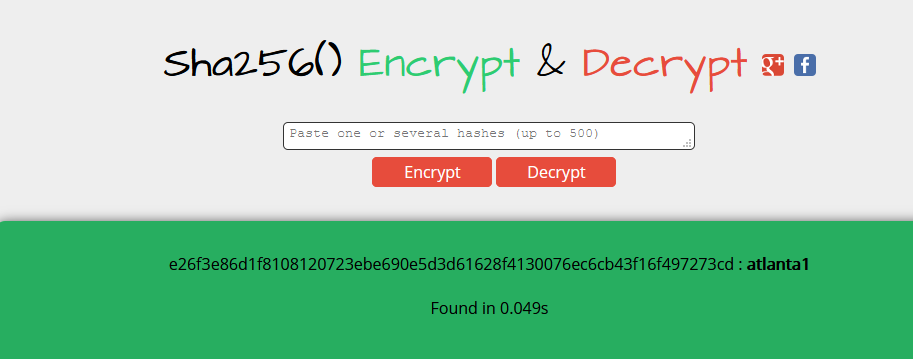 Sha256() Encrypt & Decrypt
Paste one or several hashes (up to 500)
Encrypt Decrypt
e26f3e86d1f8108120723ebe690e5d3d61628f4130076ec6cb43f16f497273cd : atlanta1
Found in 0.049s